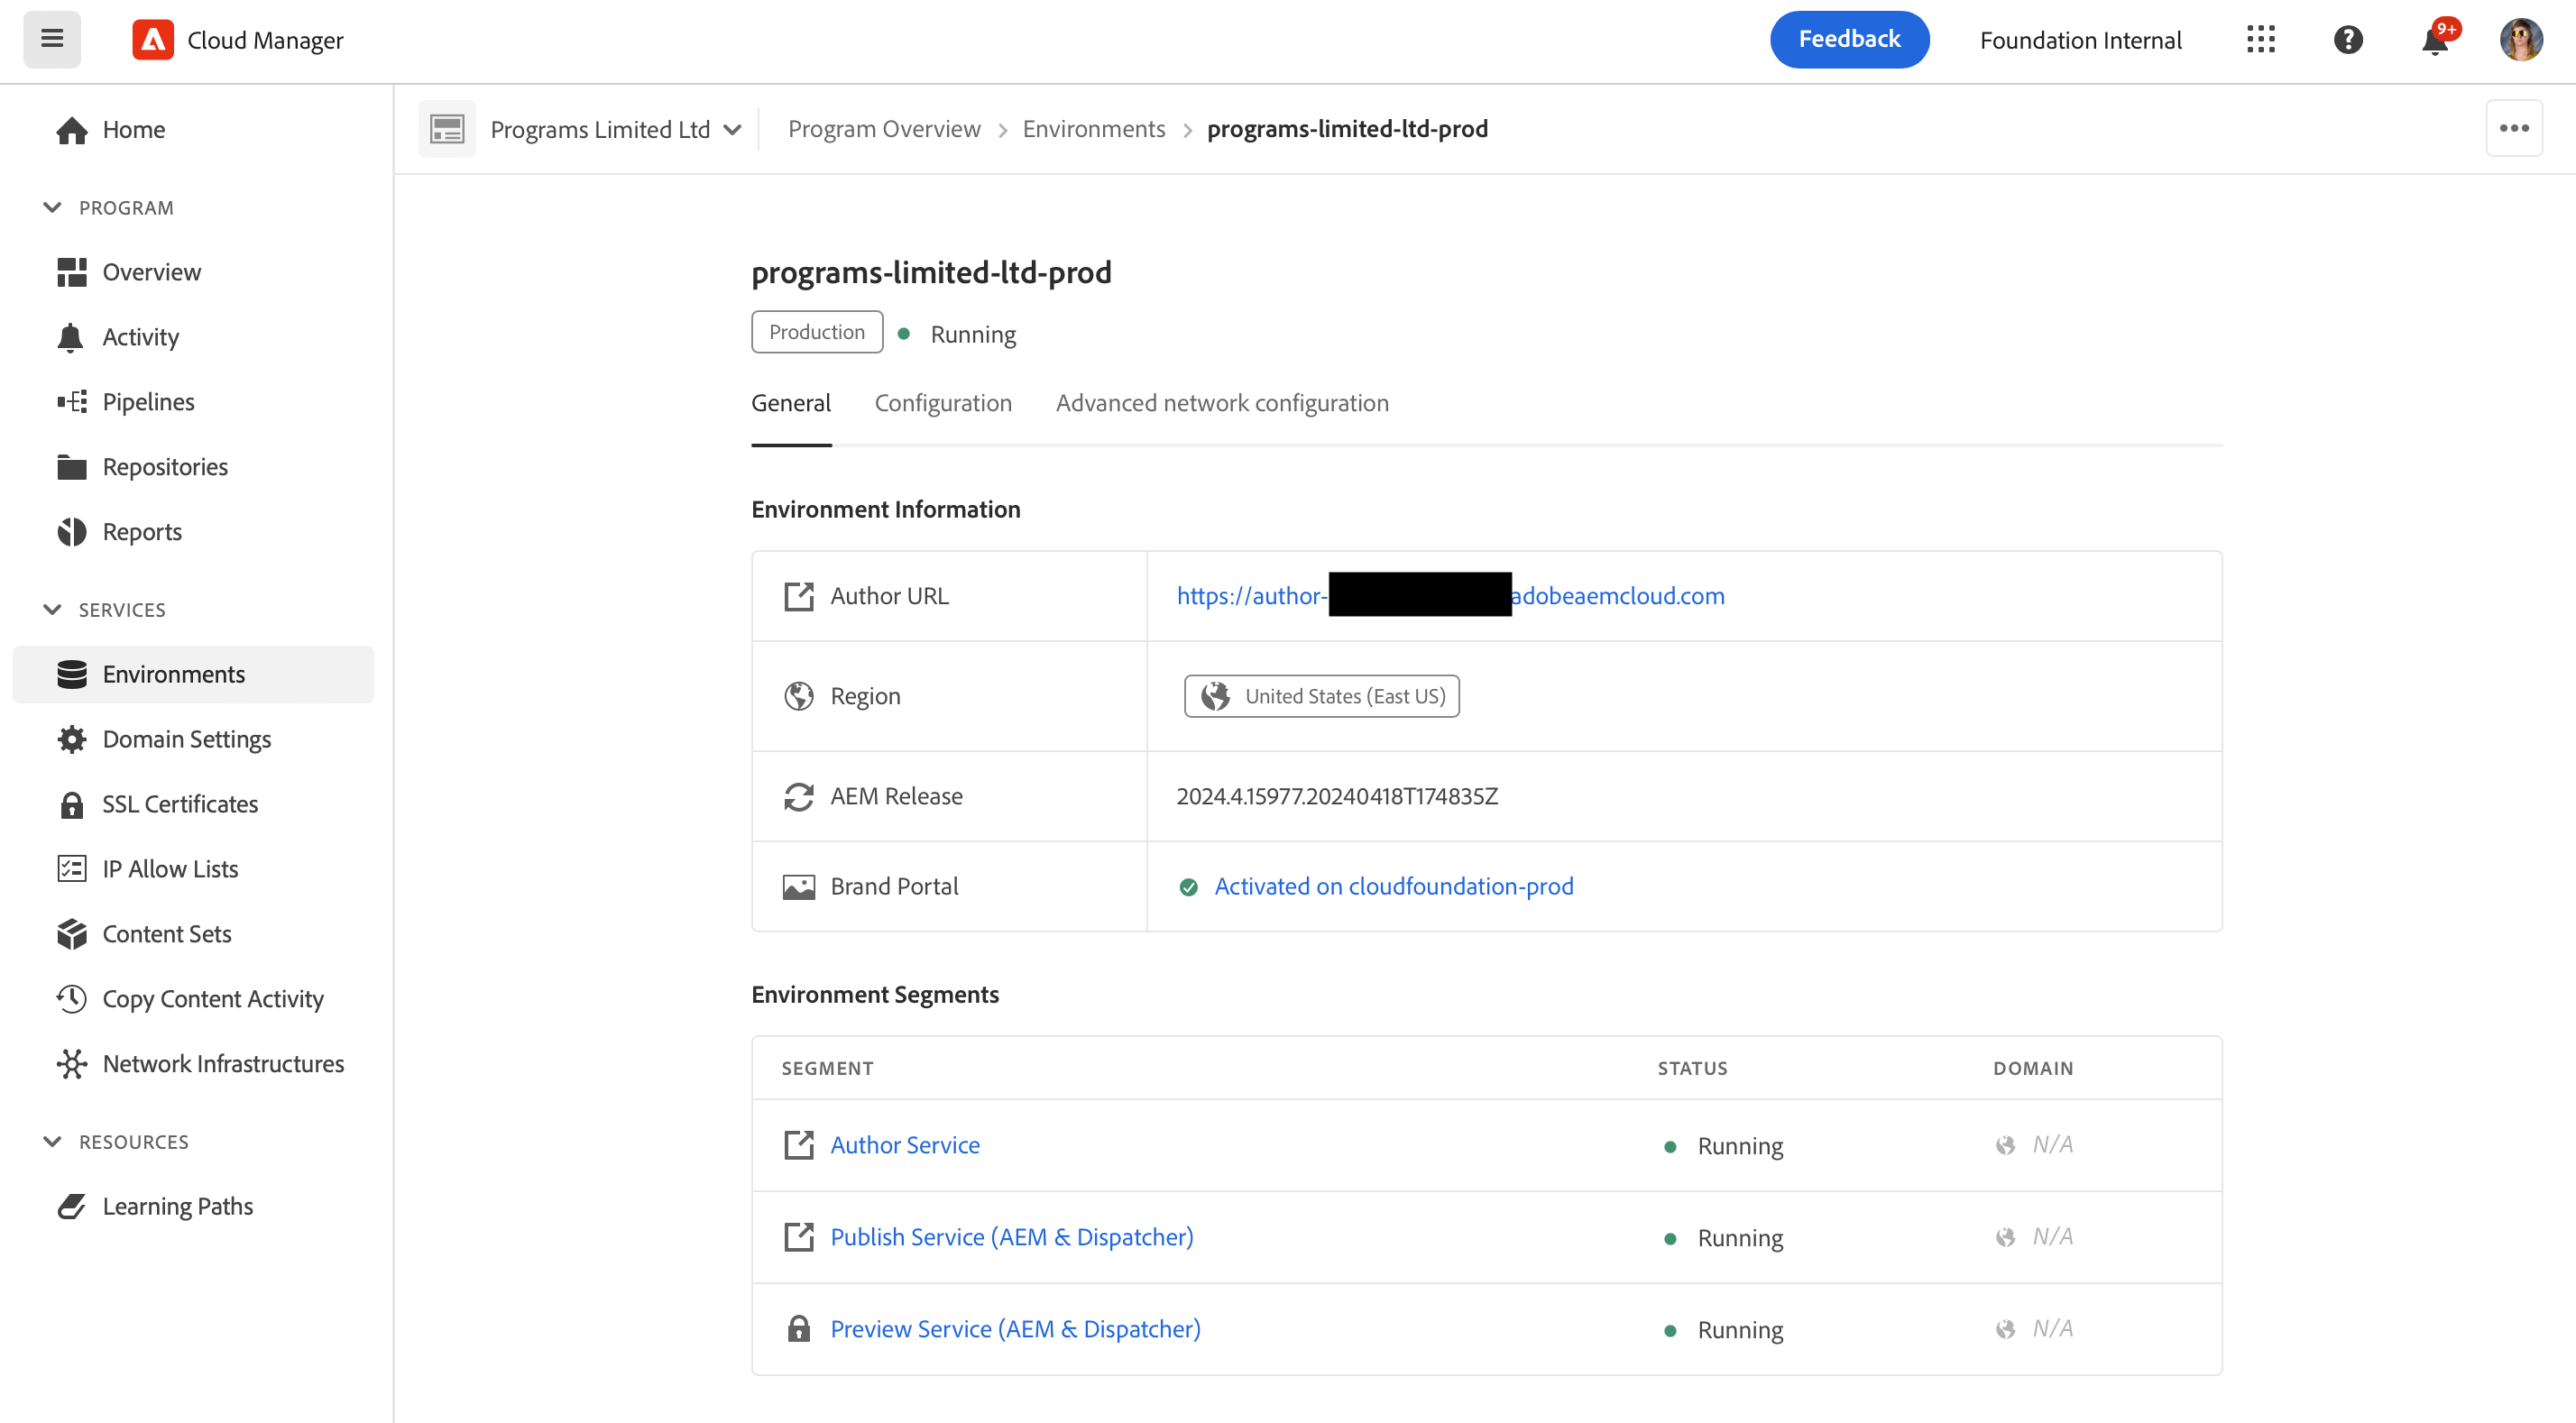 Cloud Manager
Feedback
Foundation Internal
9+
Home
PROGRAM
Overview
Activity
Pipelines
Repositories
Reports
SERVICES
Environments
Domain Settings
SSL Certificates
IP Allow Lists
Content Sets
Copy Content Activity
Network Infrastructures
RESOURCES
Learning Paths
Programs Limited Ltd
Program Overview > Environments > programs-limited-ltd-prod
programs-limited-ltd-prod
Production Running
General Configuration Advanced network configuration
Environment Information
Author URL https://author- adobeaemcloud.com
Region United States (East US)
AEM Release 2024.4.15977.20240418T174835Z
Brand Portal Activated on cloudfoundation-prod
Environment Segments
SEGMENT STATUS DOMAIN
Author Service Running N/A
Publish Service (AEM & Dispatcher) Running N/A
Preview Service (AEM & Dispatcher) Running N/A